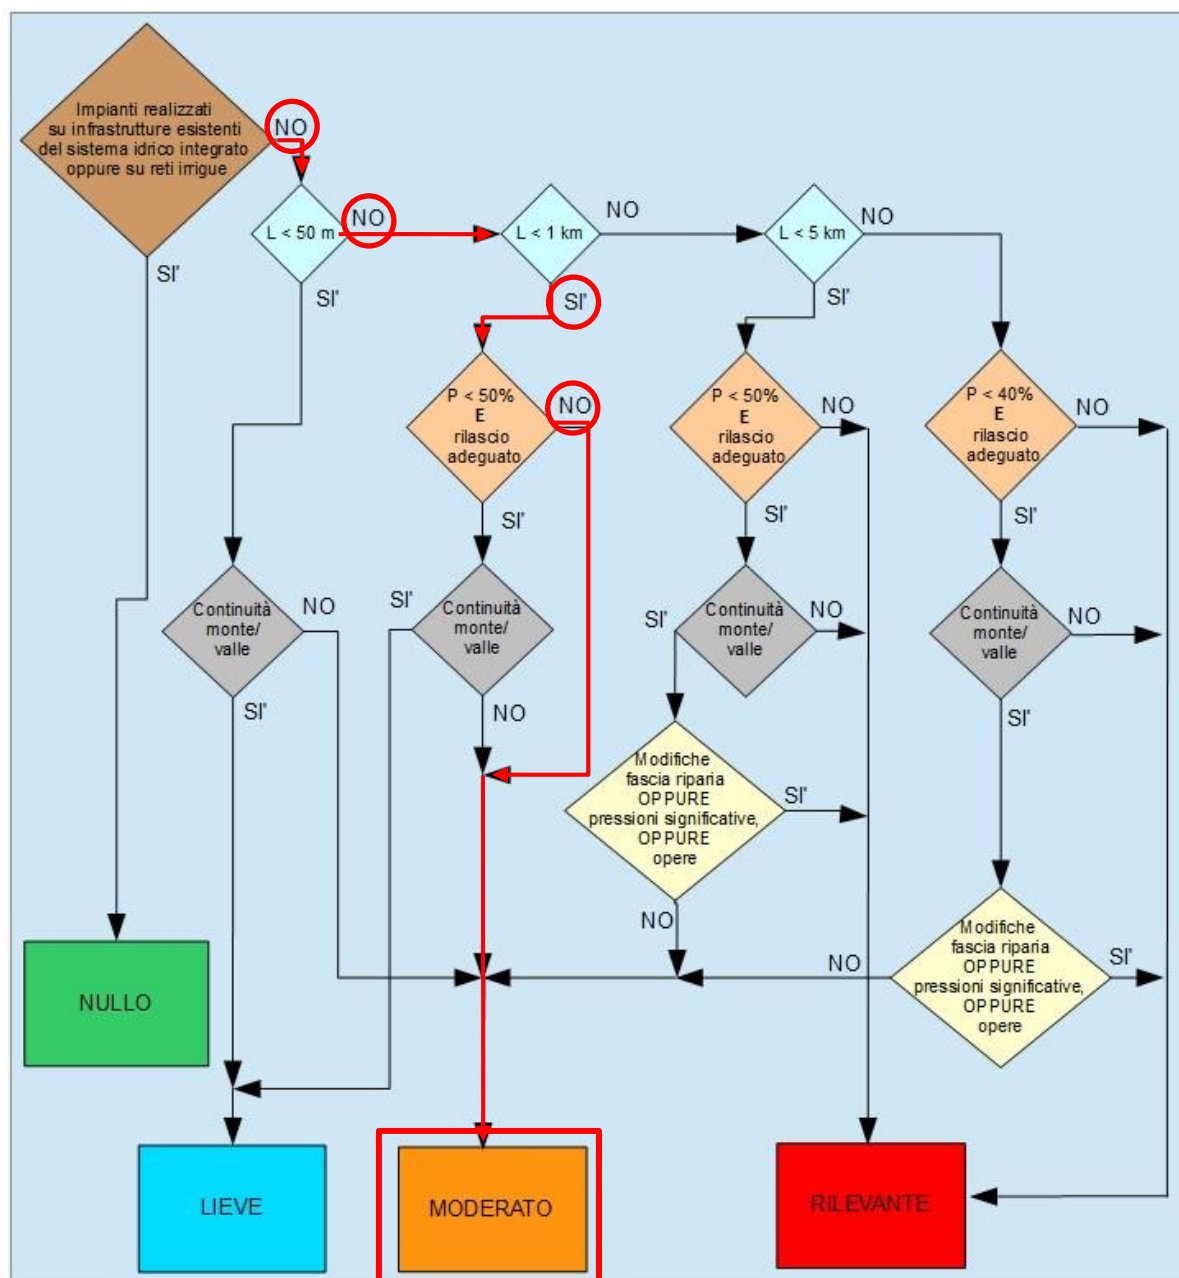 Impianti realizzati
su infrastrutture esistenti
del sistema idrico integrato
oppure su reti irrigue
NO
SI'
L < 50 m
NO
SI'
L < 1 km
NO
SI'
L < 5 km
NO
SI'
P < 50%
E
rilascio
adeguato
NO
SI'
P < 50%
E
rilascio
adeguato
NO
SI'
P < 40%
E
rilascio
adeguato
NO
SI'
Continuità
monte/
valle
NO
SI'
Continuità
monte/
valle
SI'
NO
Continuità
monte/
valle
SI'
NO
Continuità
monte/
valle
NO
SI'
Modifiche
fascia riparia
OPPURE
pressioni significative,
OPPURE
opere
SI'
NO
Modifiche
fascia riparia
OPPURE
pressioni significative,
OPPURE
opere
NO
SI'
NULLO
LIEVE
MODERATO
RILEVANTE